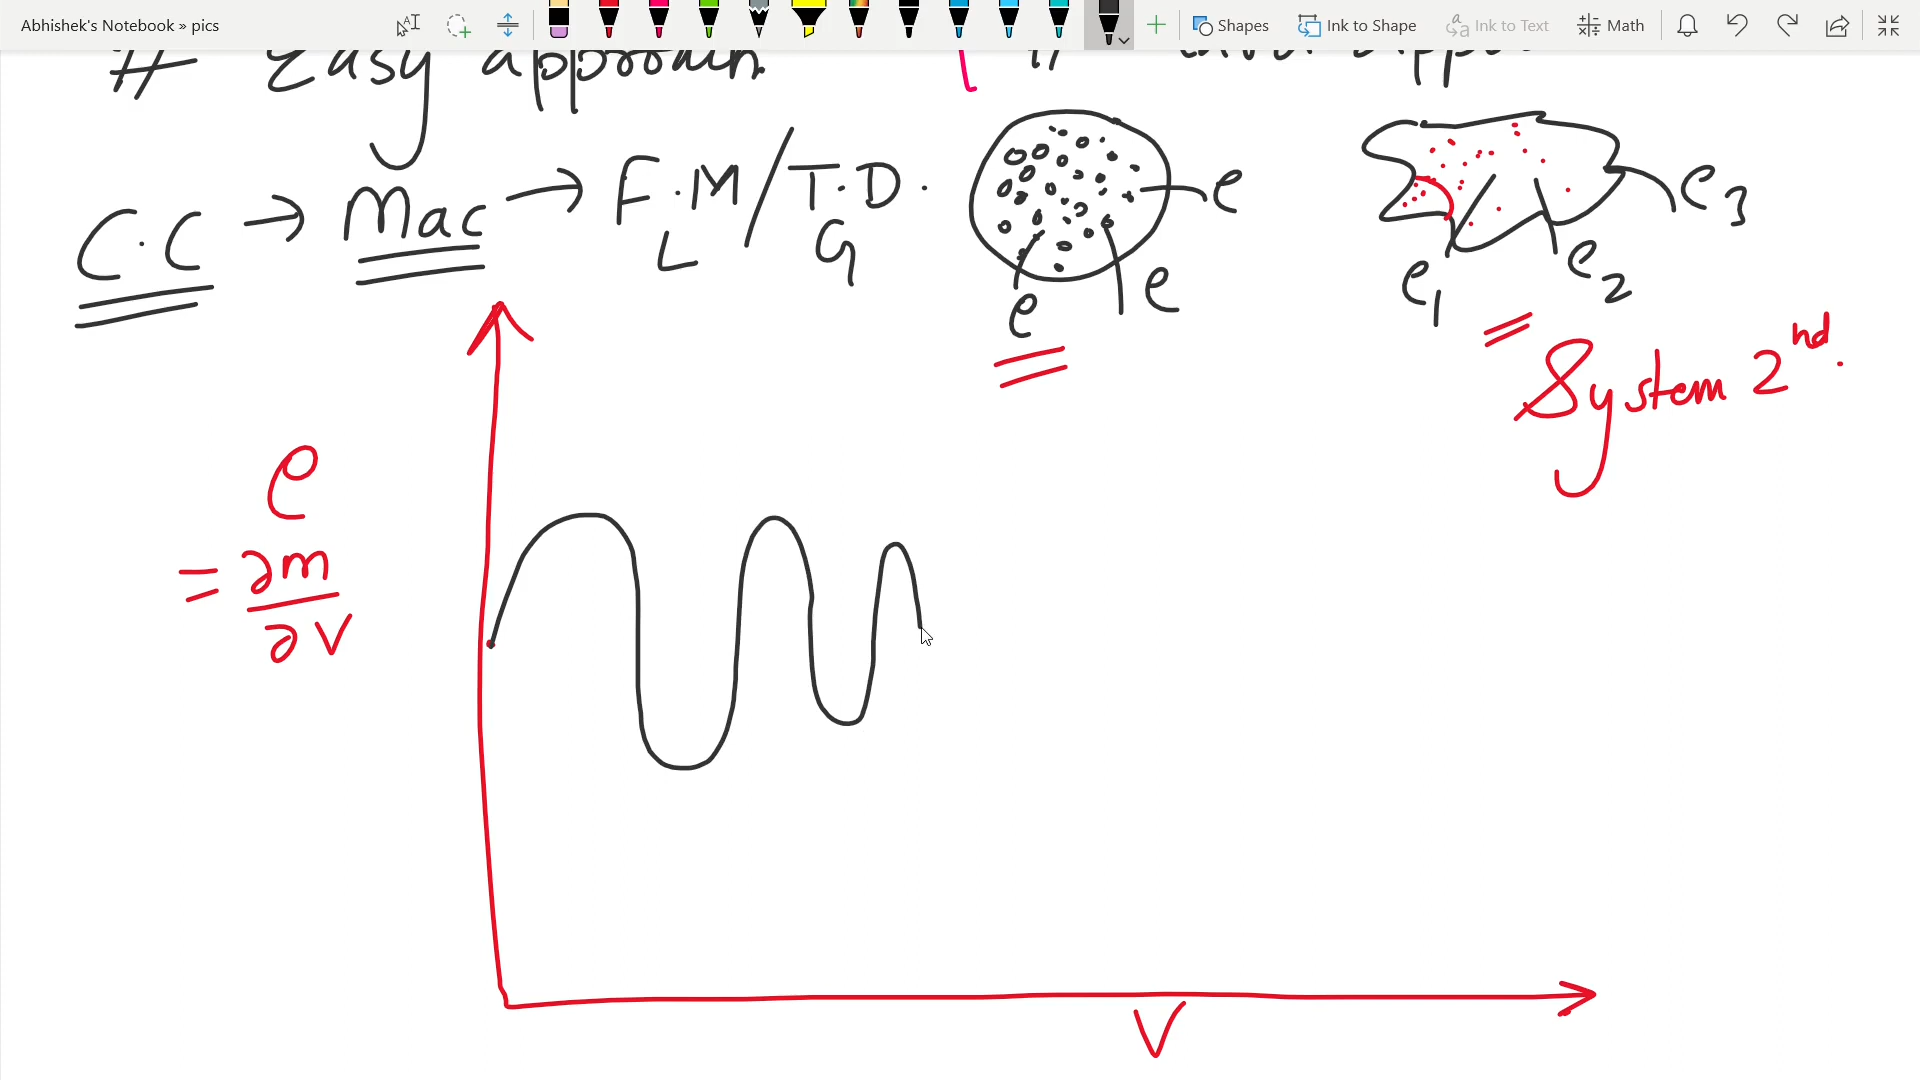 Abhishek's Notebook » pics
Shapes
Ink to Shape
Ink to Text
Math
# Easy approach
C.C → Mac → F.M / T.D.
L G
e
e
e
e1
e2
e3
= System 2nd.
e
= ∂m
∂V
V